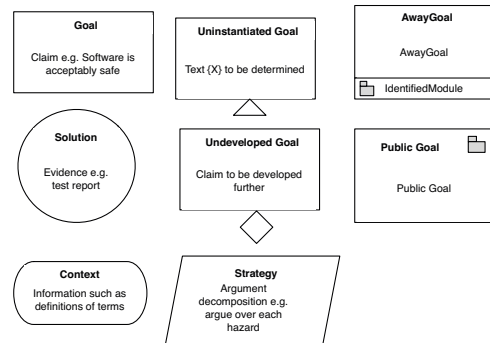 Goal
Claim e.g. Software is
acceptably safe
Uninstantiated Goal
Text {X} to be determined
AwayGoal
AwayGoal
IdentifiedModule
Solution
Evidence e.g.
test report
Undeveloped Goal
Claim to be developed
further
Public Goal
Public Goal
Context
Information such as
definitions of terms
Strategy
Argument
decomposition e.g.
argue over each
hazard